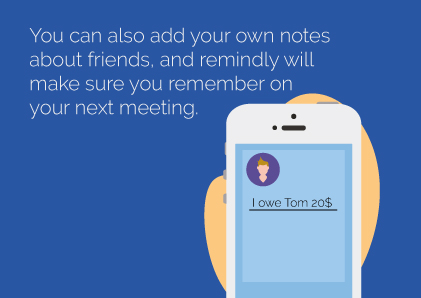 You can also add your own notes
about friends, and remindly will
make sure you remember on
your next meeting.
I owe Tom 20$